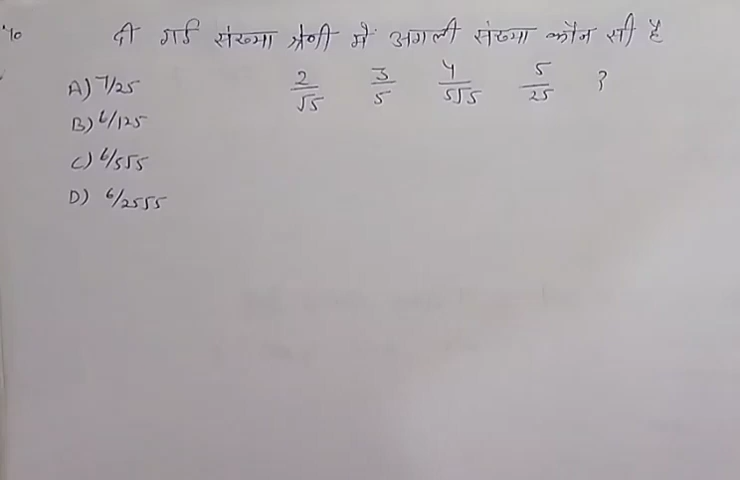 दी गई संख्या श्रेणी में अगली संख्या कौन सी है
2/√5 3/5 4/5√5 5/25 ?
A) 7/25
B) 6/125
C) 6/5√5
D) 6/25√5